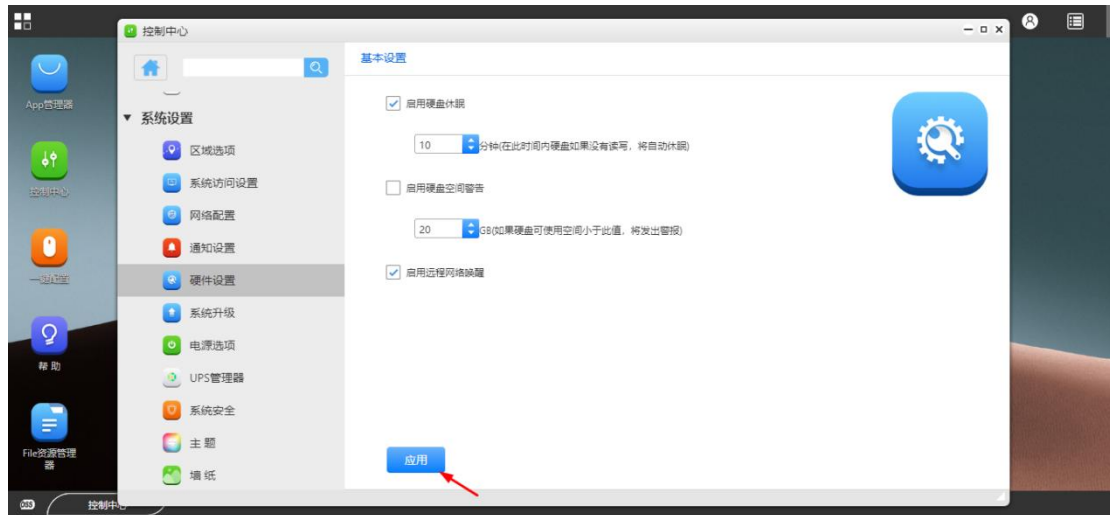 控制中心
基本设置
App管理器
控制中心
一键配置
帮 助
File资源管理
器
系统设置
区域选项
系统访问设置
网络配置
通知设置
硬件设置
系统升级
电源选项
UPS管理器
系统安全
主 题
墙 纸
启用硬盘休眠
10 分钟(在此时间内硬盘如果没有读写，将自动休眠)
启用硬盘空间警告
20 GB(如果硬盘可使用空间小于此值，将发出警报)
启用远程网络唤醒
应用
OSS
控制中心